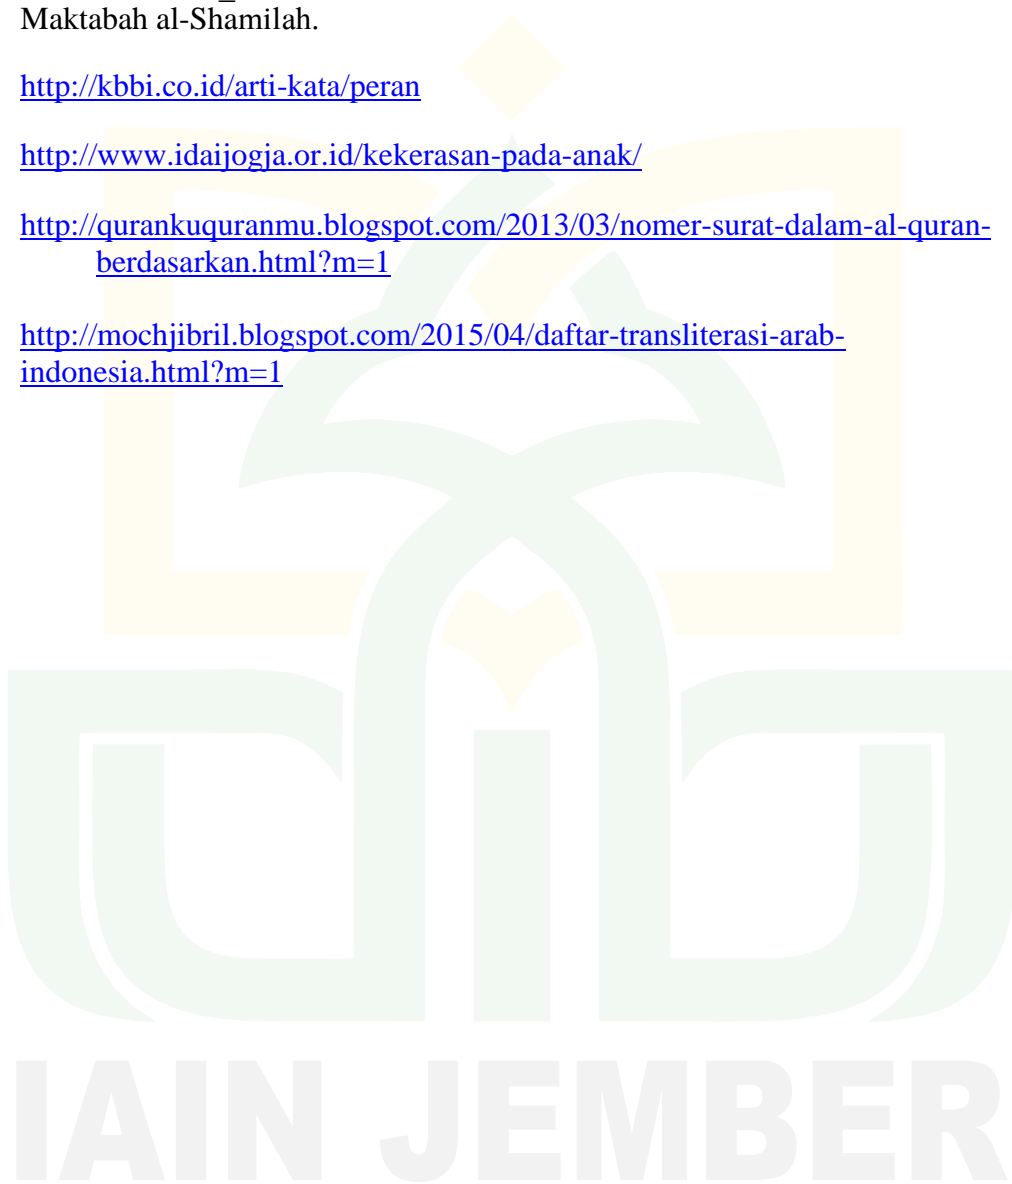 Maktabah al-Shamilah.
http://kbbi.co.id/arti-kata/peran
http://www.idaijogja.or.id/kekerasan-pada-anak/
http://qurankuquranmu.blogspot.com/2013/03/nomer-surat-dalam-al-quran-
berdasarkan.html?m=1
http://mochjibril.blogspot.com/2015/04/daftar-transliterasi-arab-
indonesia.html?m=1
IAIN JEMBER